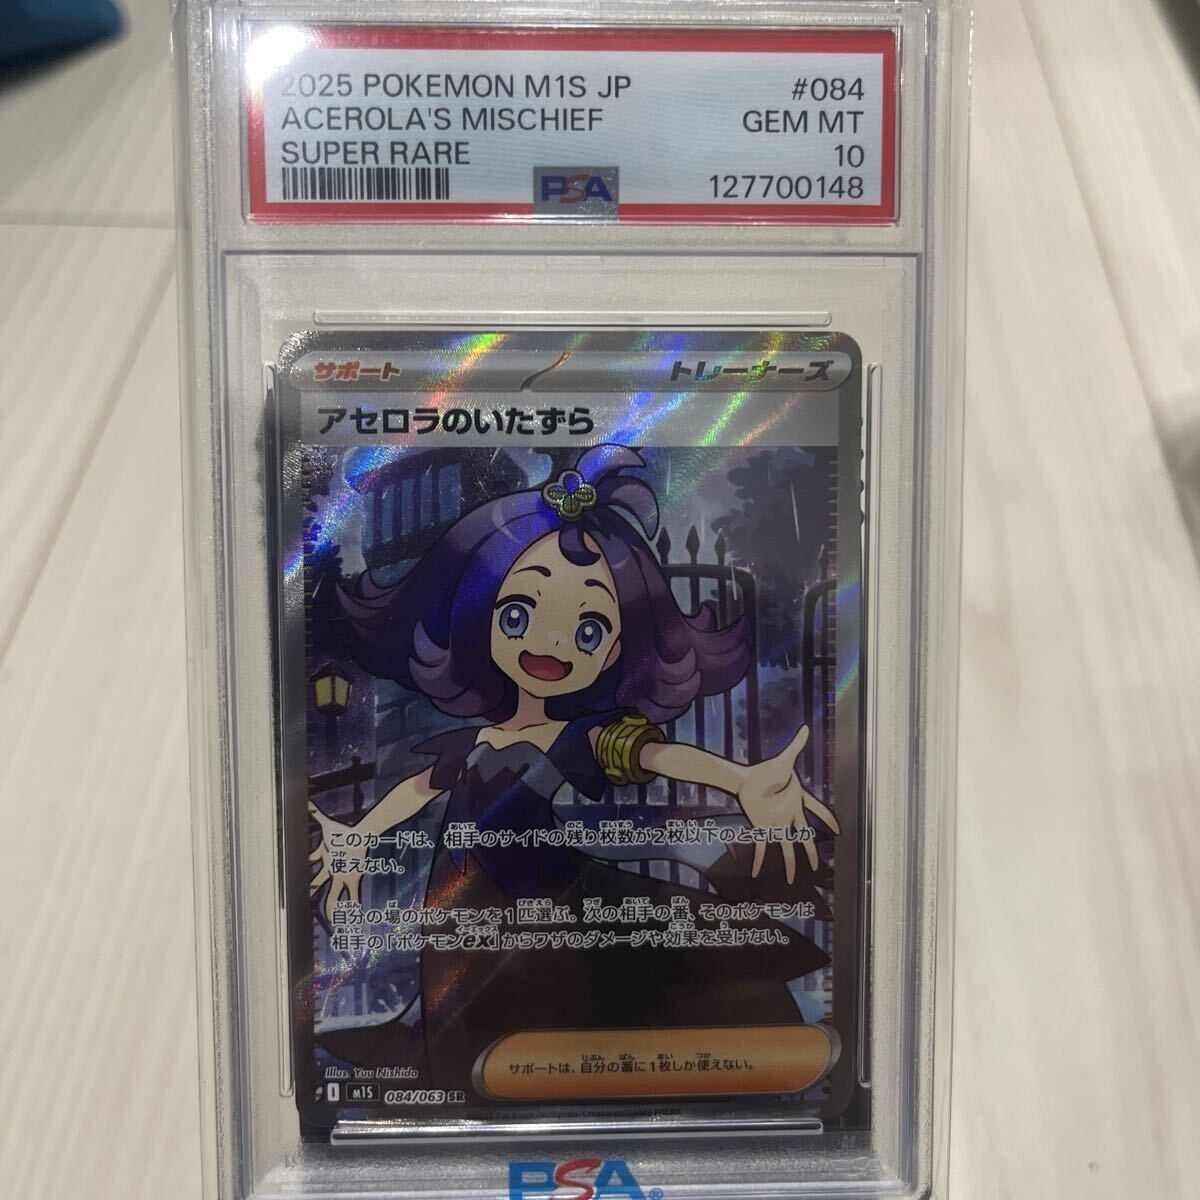 2025 POKEMON M1S JP #084
ACEROLA'S MISCHIEF GEM MT
SUPER RARE 10
PSA 127700148
サポート トレーナーズ
アセロラのいたずら
このカードは、相手のサイドの残り枚数が2枚以下のときにしか
使えない。
自分の場のポケモンを1匹選ぶ。次の相手の番、そのポケモンは
相手の「ポケモンex」からワザのダメージや効果を受けない。
サポートは、自分の番に1枚しか使えない。
Illus. Yuu Nishida
I M1S 084/063 SR
Pokémon/Nintendo/Creatures/GAME FREAK
PSA®